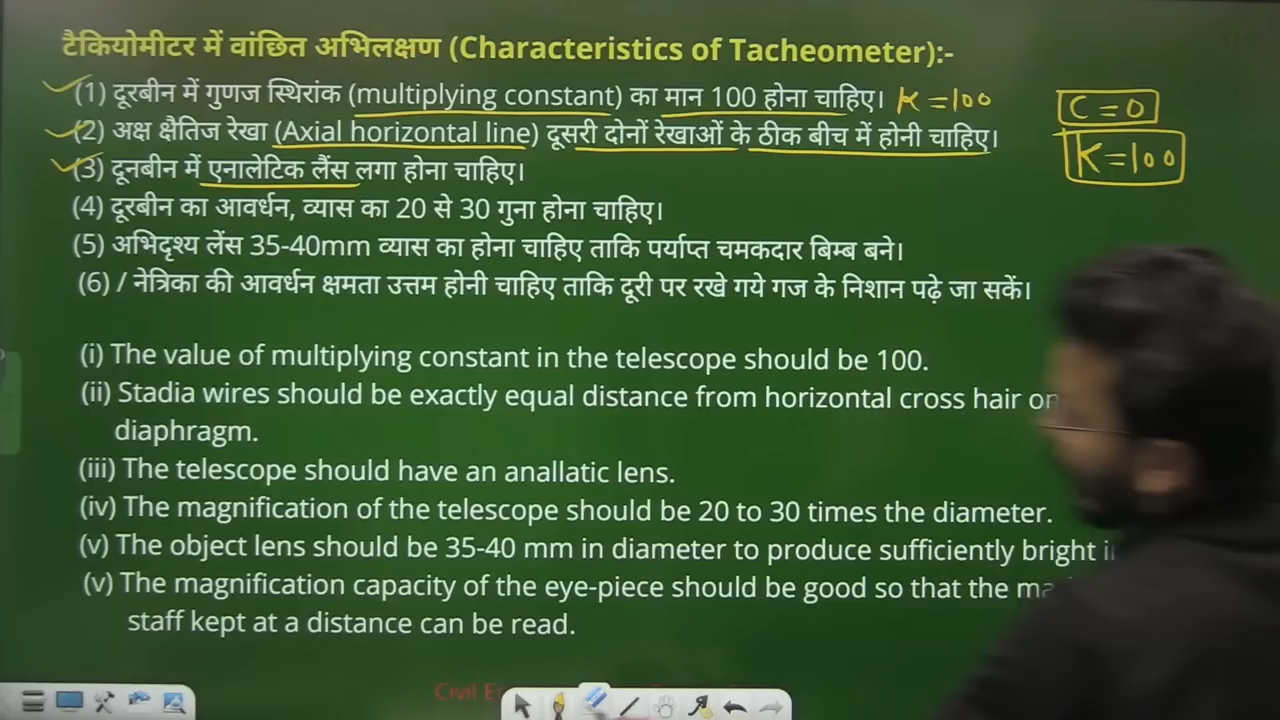 टैकियोमीटर में वांछित अभिलक्षण (Characteristics of Tacheometer):-
(1) दूरबीन में गुणज स्थिरांक (multiplying constant) का मान 100 होना चाहिए। K = 100
C = 0
(2) अक्ष क्षैतिज रेखा (Axial horizontal line) दूसरी दोनों रेखाओं के ठीक बीच में होनी चाहिए।
K = 100
(3) दूनबीन में एनालेटिक लैंस लगा होना चाहिए।
(4) दूरबीन का आवर्धन, व्यास का 20 से 30 गुना होना चाहिए।
(5) अभिदृश्य लेंस 35-40mm व्यास का होना चाहिए ताकि पर्याप्त चमकदार बिम्ब बने।
(6) / नेत्रिका की आवर्धन क्षमता उत्तम होनी चाहिए ताकि दूरी पर रखे गये गज के निशान पढ़े जा सकें।
(i) The value of multiplying constant in the telescope should be 100.
(ii) Stadia wires should be exactly equal distance from horizontal cross hair
diaphragm.
(iii) The telescope should have an anallatic lens.
(iv) The magnification of the telescope should be 20 to 30 times the diameter.
(v) The object lens should be 35-40 mm in diameter to produce sufficiently bright
(v) The magnification capacity of the eye-piece should be good so that the
staff kept at a distance can be read.
Civil